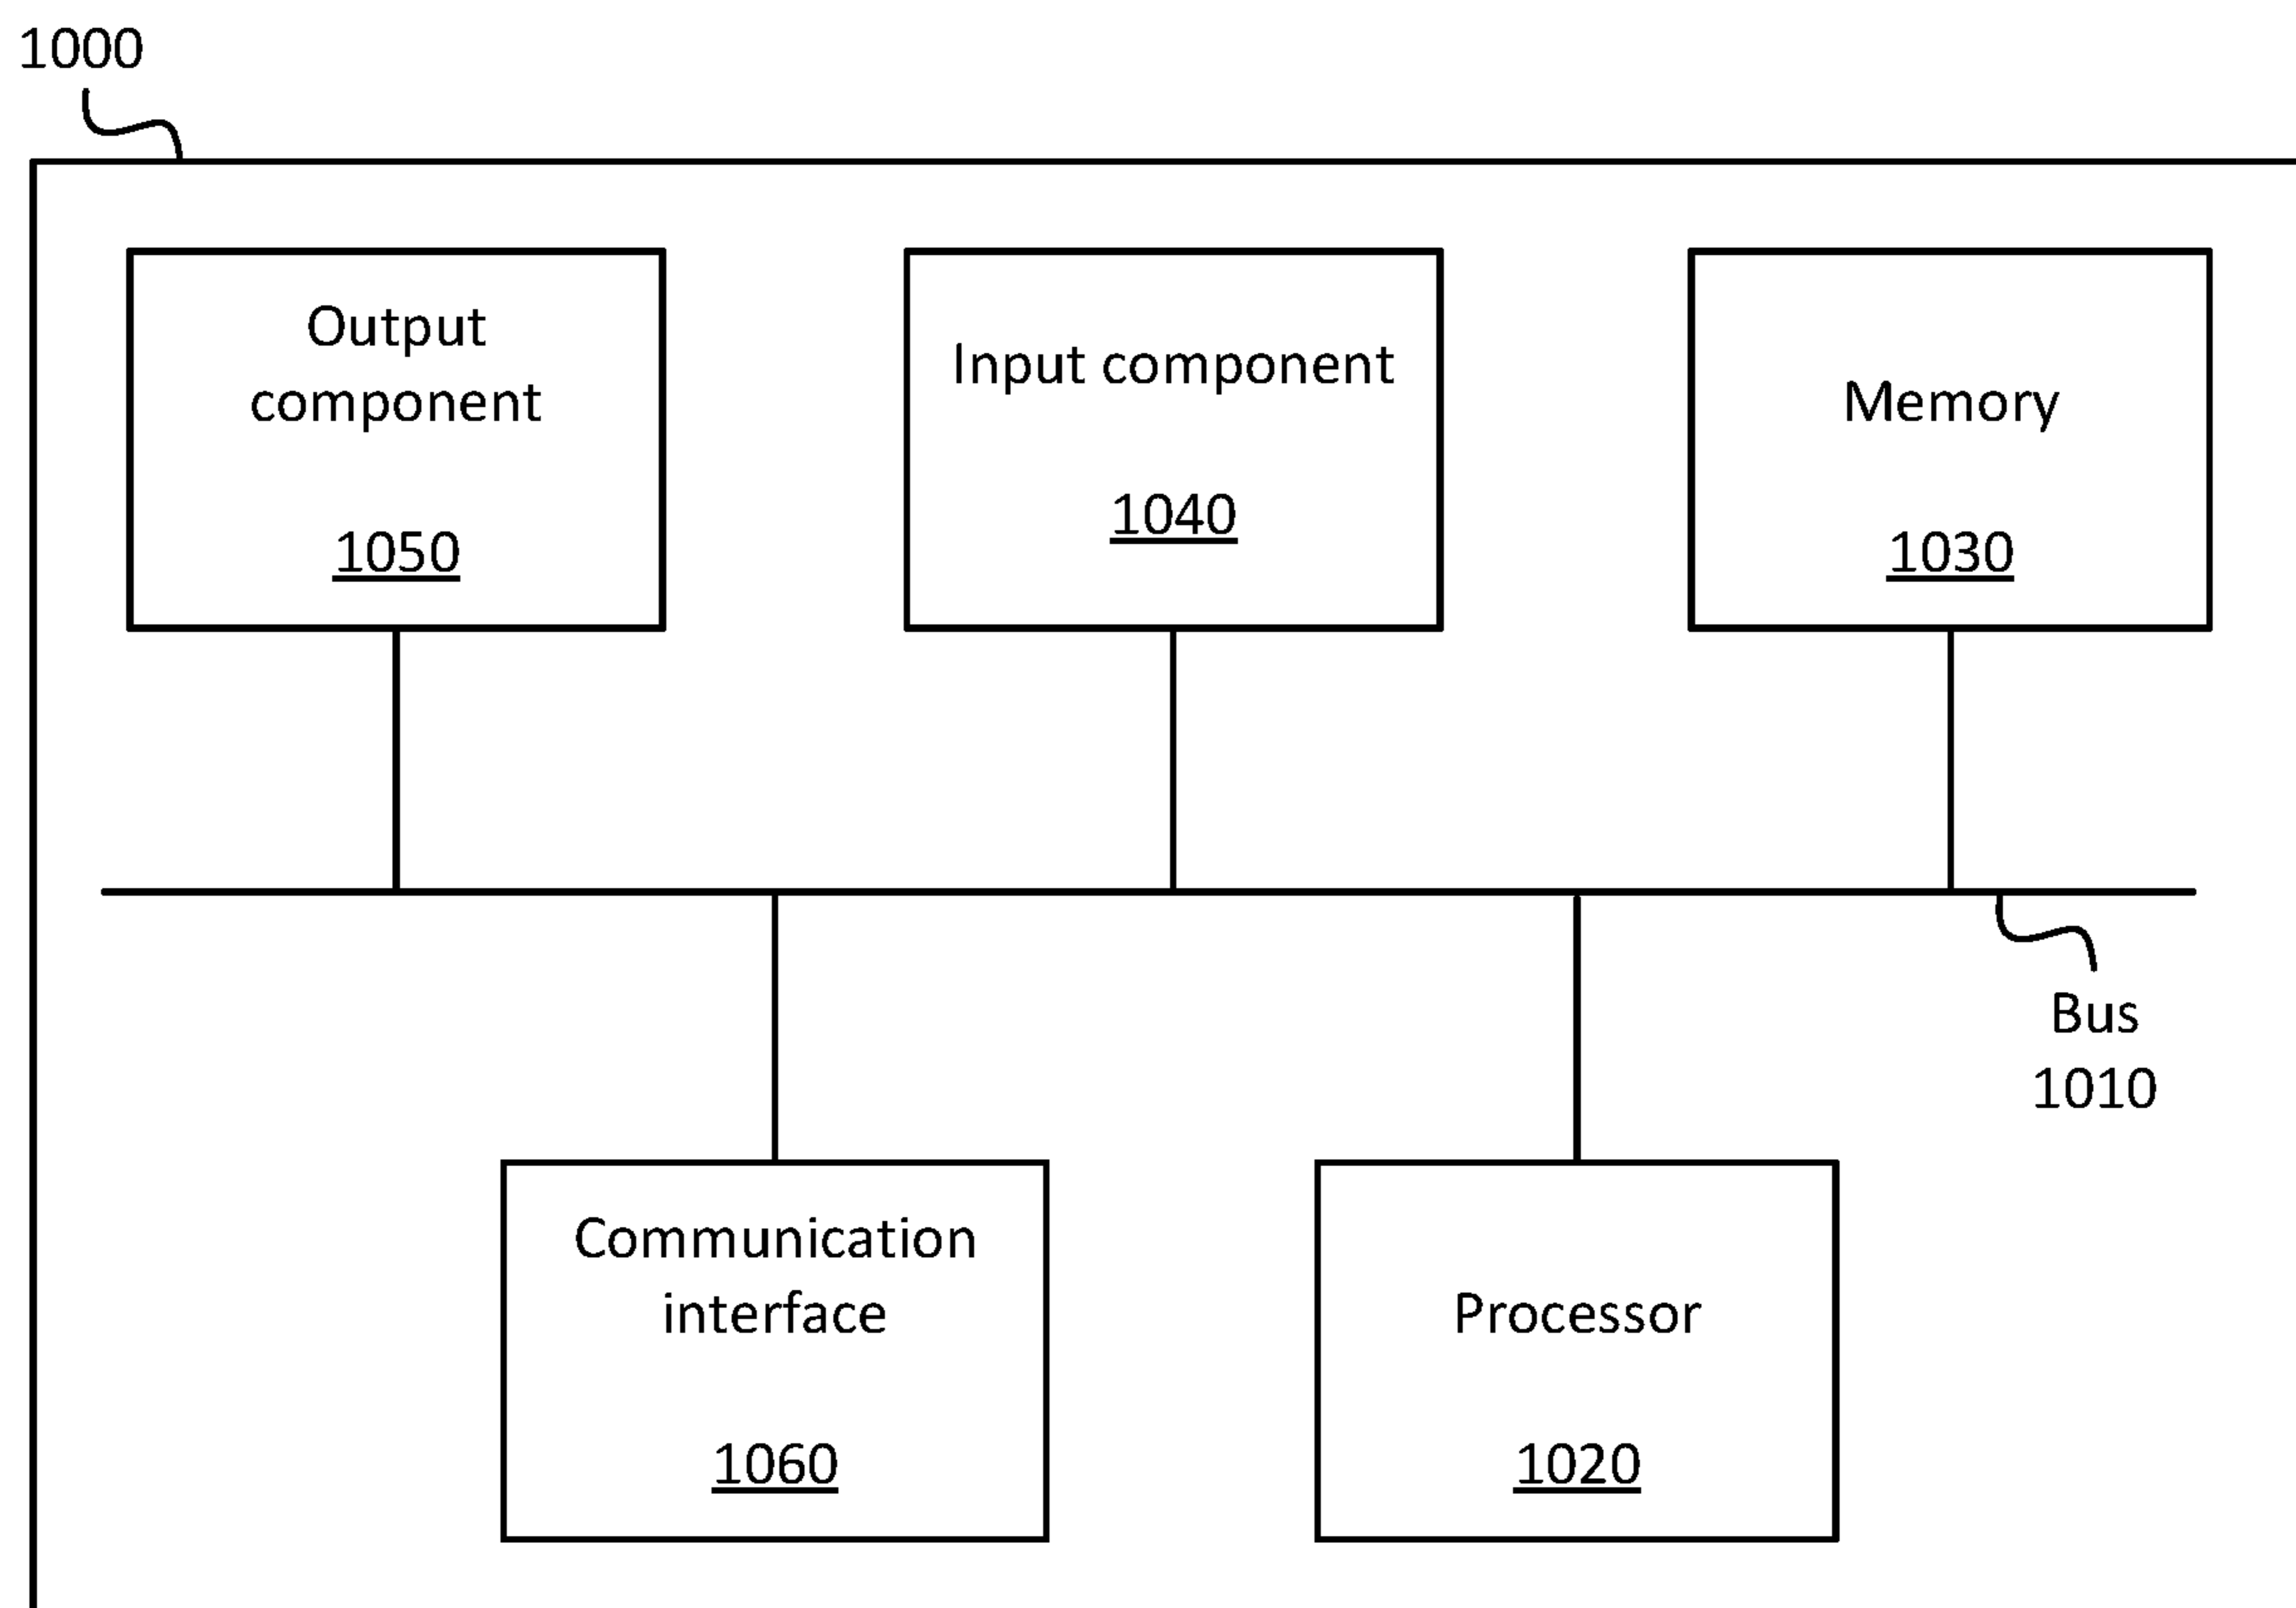 1000
Output
component
1050
Input component
1040
Memory
1030
Bus
1010
Communication
interface
1060
Processor
1020